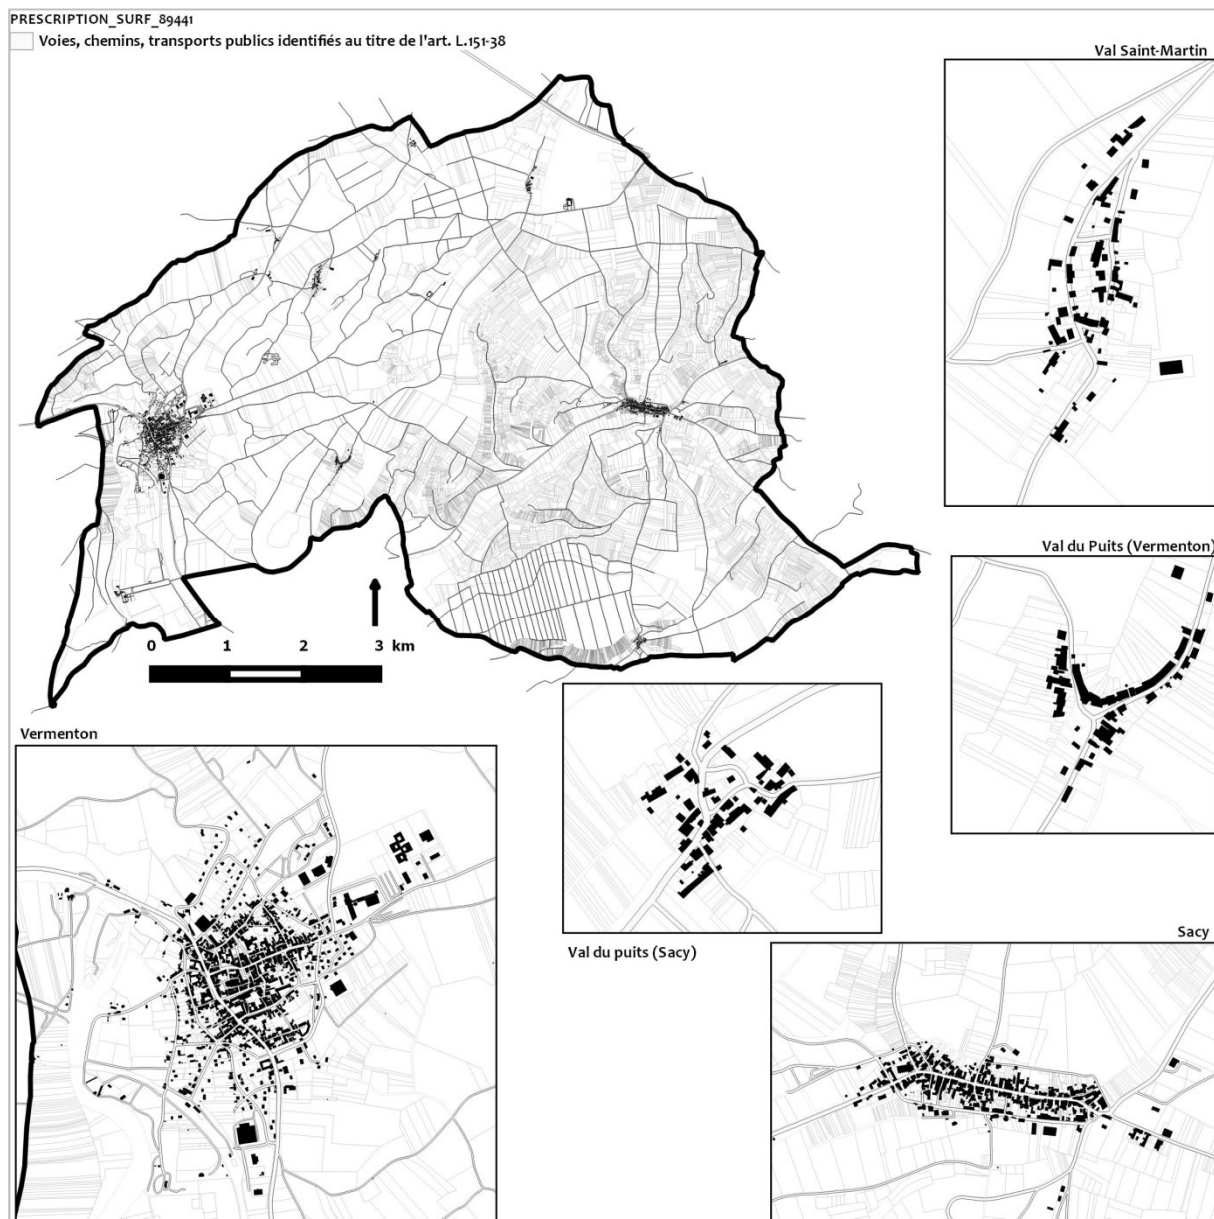 PRESCRIPTION_SURF_89441
Voies, chemins, transports publics identifiés au titre de l'art. L.151-38
Val Saint-Martin
Val du Puits (Vermenton)
0 1 2 3 km
Vermenton
Val du puits (Sacy)
Sacy